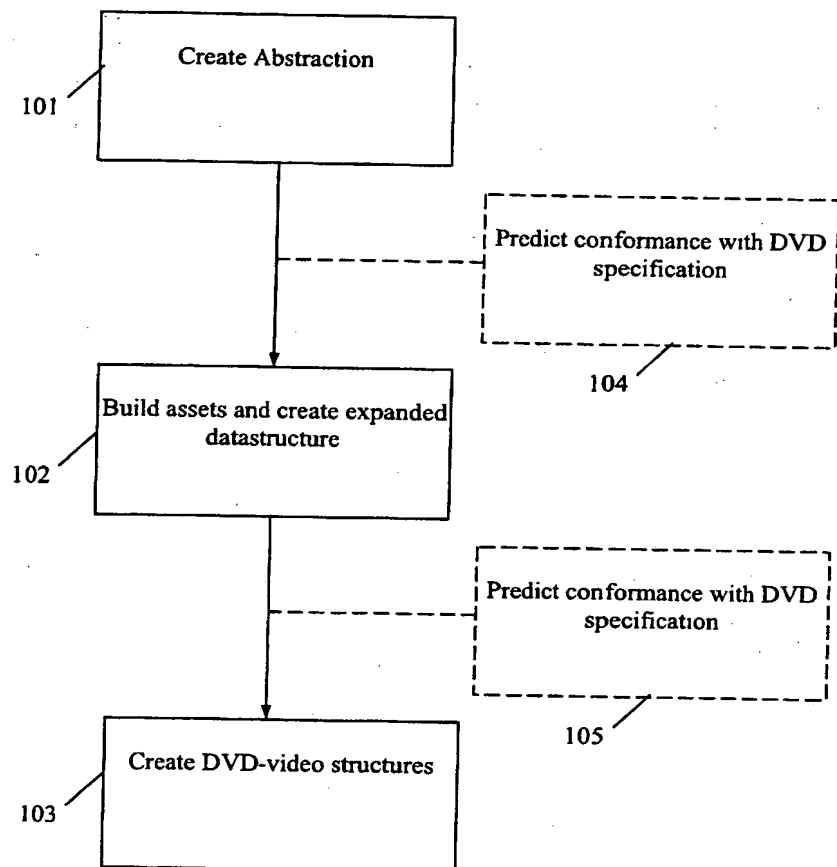 Create Abstraction
101
Predict conformance with DVD
specification
104
Build assets and create expanded
datastructure
102
Predict conformance with DVD
specification
105
Create DVD-video structures
103